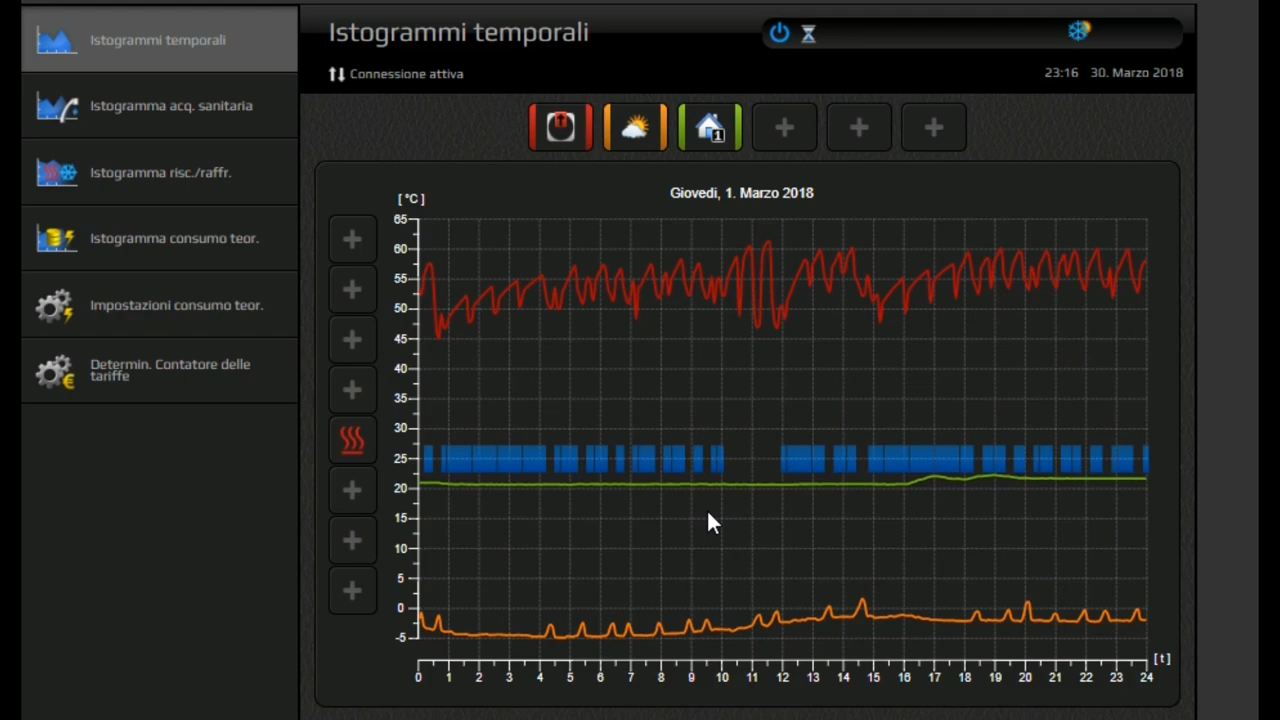 Istogrammi temporali
Istogramma acq. sanitaria
Istogramma risc./raffr.
Istogramma consumo teor.
Impostazioni consumo teor.
Determin. Contatore delle
tariffe
Istogrammi temporali
Connessione attiva
23:16 30. Marzo 2018
1
Giovedi, 1. Marzo 2018
[°C]
65
60
55
50
45
40
35
30
25
20
15
10
5
0
-5
[t]
0 1 2 3 4 5 6 7 8 9 10 11 12 13 14 15 16 17 18 19 20 21 22 23 24